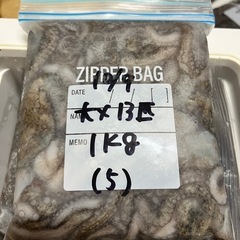 ZIPPER BAG
DATE
NAME 大×13匹
MEMO 1kg
(5)